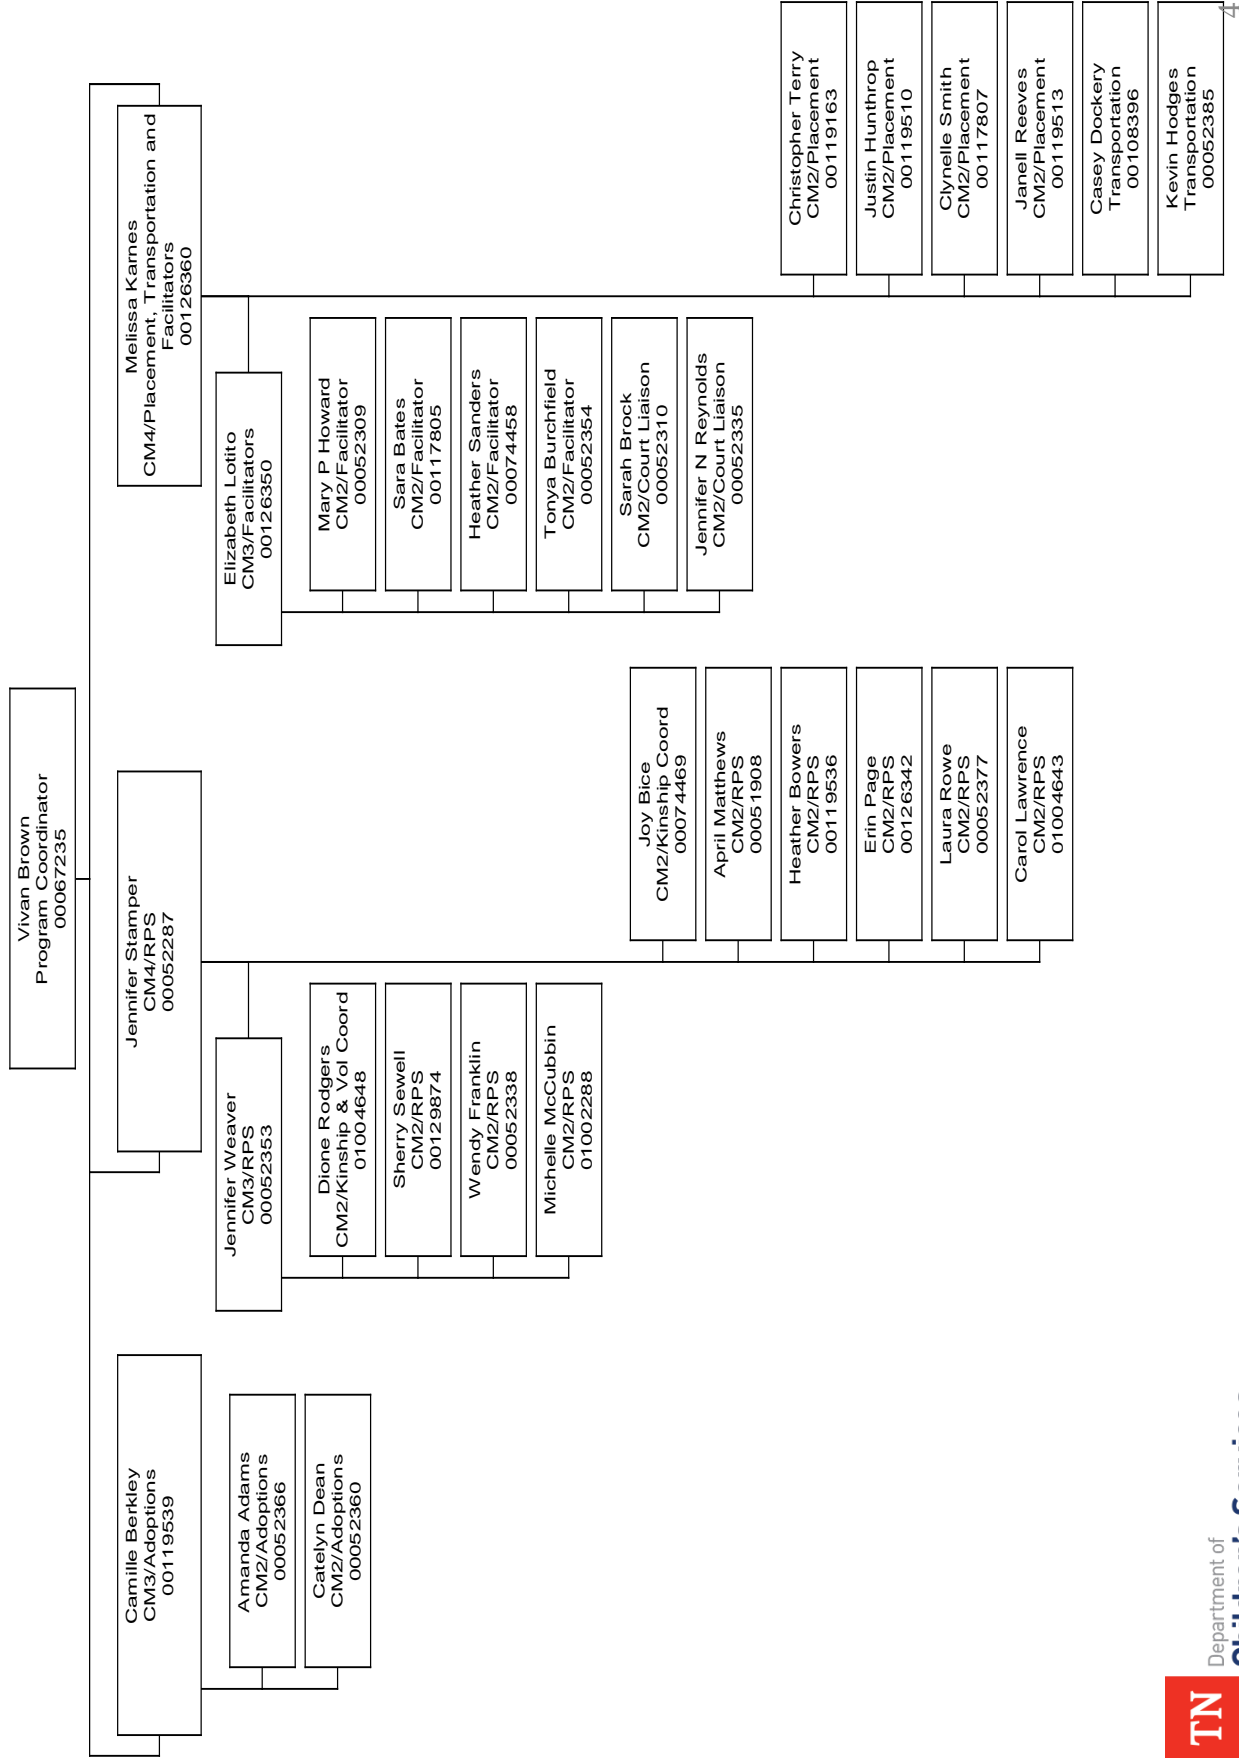 Vivan Brown
Program Coordinator
00067235
Camille Berkley
CM3/Adoptions
00119539
Amanda Adams
CM2/Adoptions
00052366
Catelyn Dean
CM2/Adoptions
00052360
Jennifer Stamper
CM4/RPS
00052287
Jennifer Weaver
CM3/RPS
00052353
Dione Rodgers
CM2/Kinship & Vol Coord
01004648
Sherry Sewell
CM2/RPS
00129874
Wendy Franklin
CM2/RPS
00052338
Michelle McCubbin
CM2/RPS
01002288
Joy Bice
CM2/Kinship Coord
00074469
April Matthews
CM2/RPS
00051908
Heather Bowers
CM2/RPS
00119536
Erin Page
CM2/RPS
00126342
Laura Rowe
CM2/RPS
00052377
Carol Lawrence
CM2/RPS
01004643
Melissa Karnes
CM4/Placement, Transportation and
Facilitators
00126360
Elizabeth Lotito
CM3/Facilitators
00126350
Mary P Howard
CM2/Facilitator
00052309
Sara Bates
CM2/Facilitator
00117805
Heather Sanders
CM2/Facilitator
00074458
Tonya Burchfield
CM2/Facilitator
00052354
Sarah Brock
CM2/Court Liaison
00052310
Jennifer N Reynolds
CM2/Court Liaison
00052335
Christopher Terry
CM2/Placement
00119163
Justin Hunthrop
CM2/Placement
00119510
Clynelle Smith
CM2/Placement
00117807
Janell Reeves
CM2/Placement
00119513
Casey Dockery
Transportation
00108396
Kevin Hodges
Transportation
00052385
TN
Department of
Children's Services
4